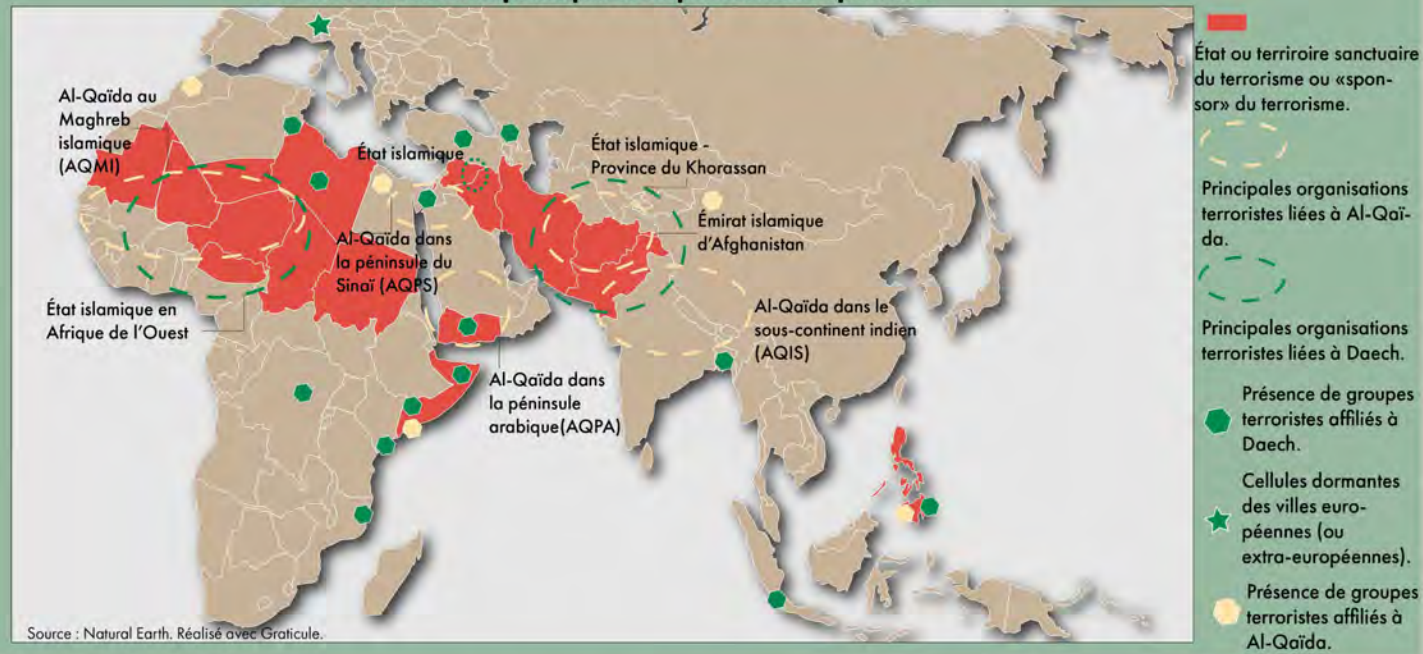 Al-Qaïda au
Maghreb
islamique
(AQMI)
État islamique
État islamique -
Province du Khorassan
Émirat islamique
d’Afghanistan
Al-Qaïda dans
la péninsule du
Sinaï (AQPS)
État islamique en
Afrique de l’Ouest
Al-Qaïda dans le
sous-continent indien
(AQIS)
Al-Qaïda dans
la péninsule
arabique(AQPA)
Source : Natural Earth. Réalisé avec Graticule.
État ou terriroire sanctuaire
du terrorisme ou «spon-
sor» du terrorisme.
Principales organisations
terroristes liées à Al-Qaï-
da.
Principales organisations
terroristes liées à Daech.
Présence de groupes
terroristes affiliés à
Daech.
Cellules dormantes
des villes euro-
péennes (ou
extra-européennes).
Présence de groupes
terroristes affiliés à
Al-Qaïda.